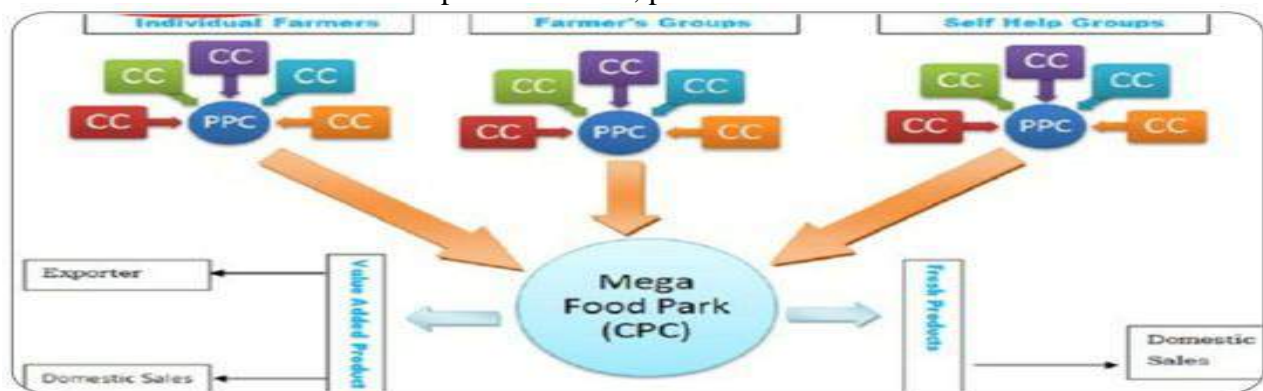 Individual Farmers
Farmer's Groups
Self Help Groups
CC
CC
CC
CC
CC
PPC
CC
CC
CC
CC
CC
PPC
CC
CC
CC
CC
CC
PPC
Mega
Food Park
(CPC)
Exporter
Domestic Sales
Value Added Product
Fresh Products
Domestic
Sales